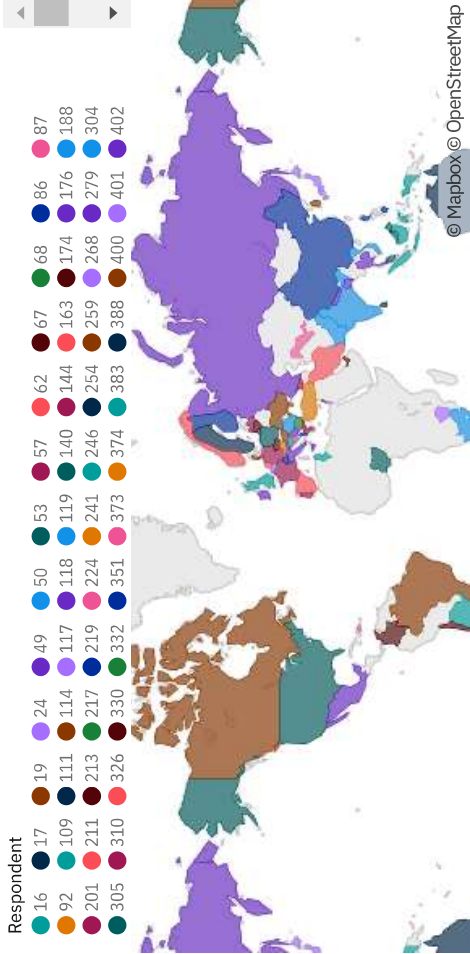 Respondent
16 17 19 24 49 50 53 57 62 67 68 86 87
92 109 111 114 117 118 119 140 144 163 174 176 188
201 211 213 217 219 224 241 246 254 259 268 279 304
305 310 326 330 332 351 373 374 383 388 400 401 402
© Mapbox © OpenStreetMap